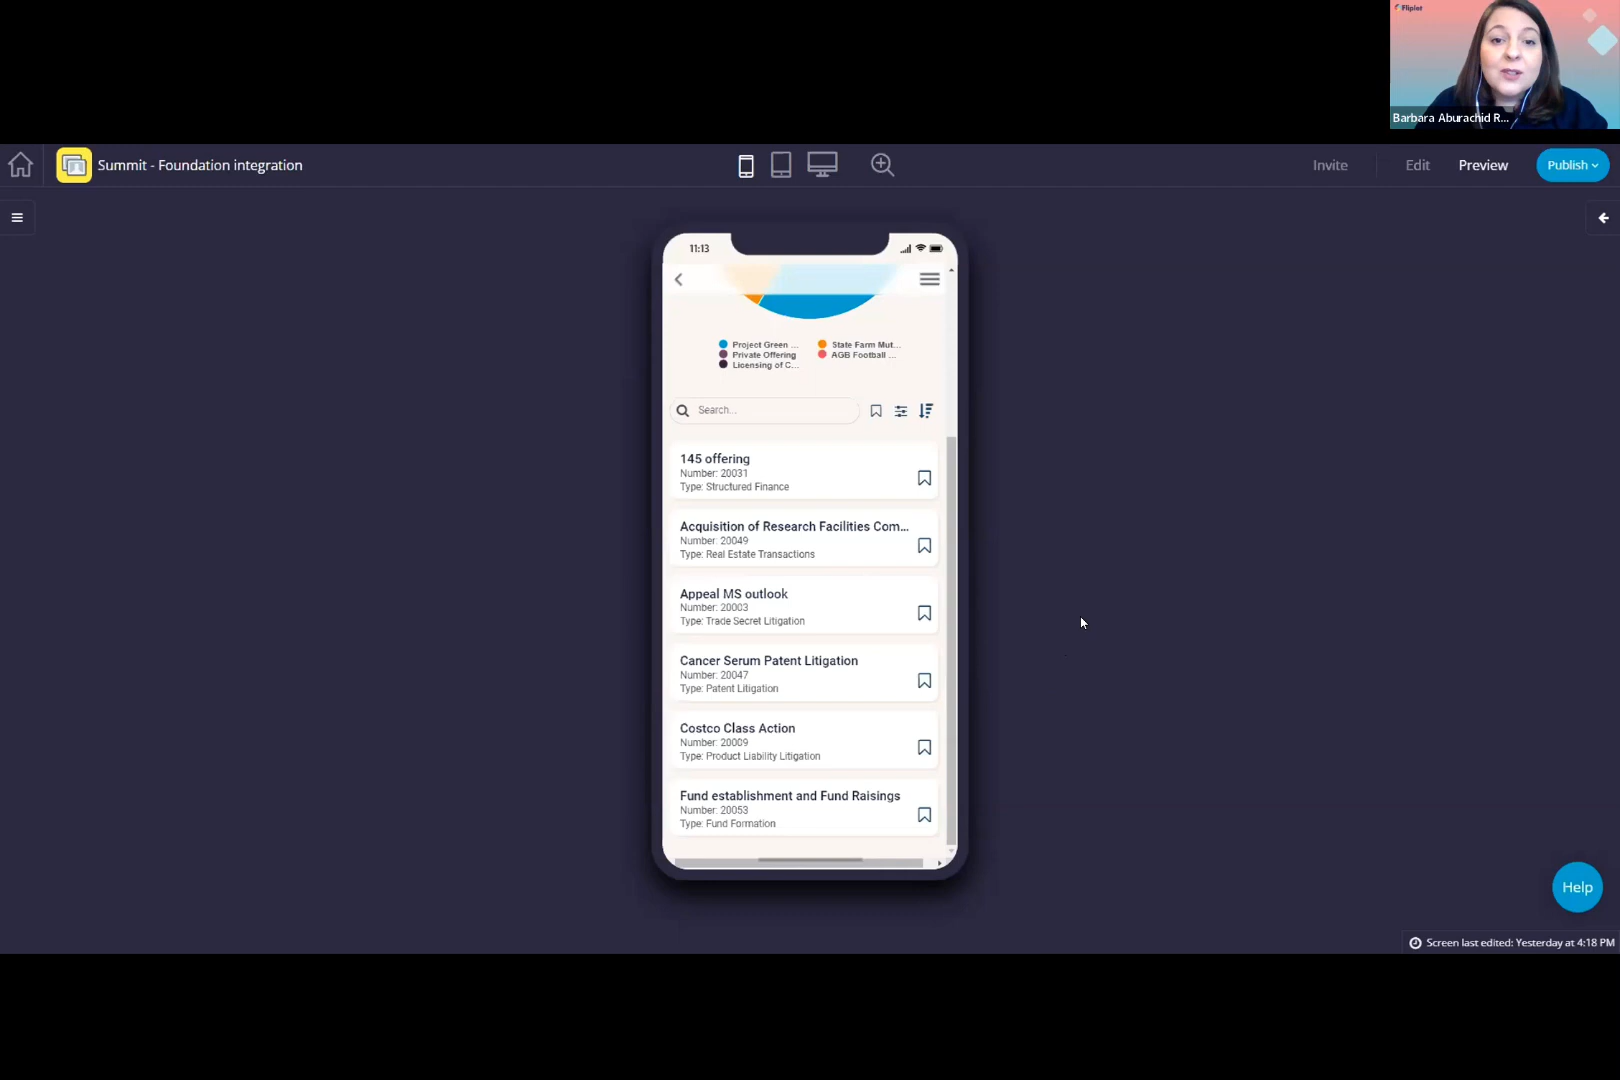 Fliplet
Barbara Aburachid R...
Summit - Foundation integration
Invite
Edit
Preview
Publish
11:13
Project Green ...
State Farm Mut...
Private Offering
AGB Football ...
Licensing of C...
Search...
145 offering
Number: 20031
Type: Structured Finance
Acquisition of Research Facilities Com...
Number: 20049
Type: Real Estate Transactions
Appeal MS outlook
Number: 20003
Type: Trade Secret Litigation
Cancer Serum Patent Litigation
Number: 20047
Type: Patent Litigation
Costco Class Action
Number: 20009
Type: Product Liability Litigation
Fund establishment and Fund Raisings
Number: 20053
Type: Fund Formation
Help
Screen last edited: Yesterday at 4:18 PM